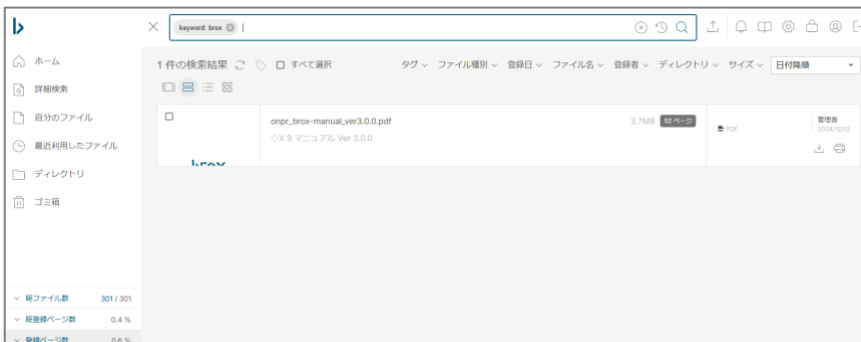 keyword: brox
ホーム
詳細検索
自分のファイル
最近利用したファイル
ディレクトリ
ゴミ箱
総ファイル数 301 / 301
総登録ページ数 0.4 %
登録ページ数 0.6 %
1 件の検索結果 すべて選択 タグ ファイル種別 登録日 ファイル名 登録者 ディレクトリ サイズ 日付降順
onpr_brox-manual_ver3.0.0.pdf 3.7MB 52 ページ
◇X 9 マニュアル Ver 3.0.0
PDF
管理者
2024/12/13
brox